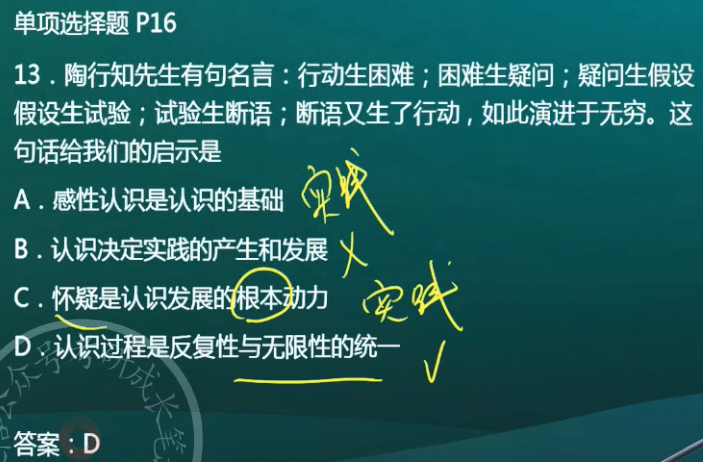 单项选择题 P16
13．陶行知先生有句名言：行动生困难；困难生疑问；疑问生假设
假设生试验；试验生断语；断语又生了行动，如此演进于无穷。这
句话给我们的启示是
A．感性认识是认识的基础 实践
B．认识决定实践的产生和发展 ×
C．怀疑是认识发展的根本动力 实践
D．认识过程是反复性与无限性的统一 √
答案：D